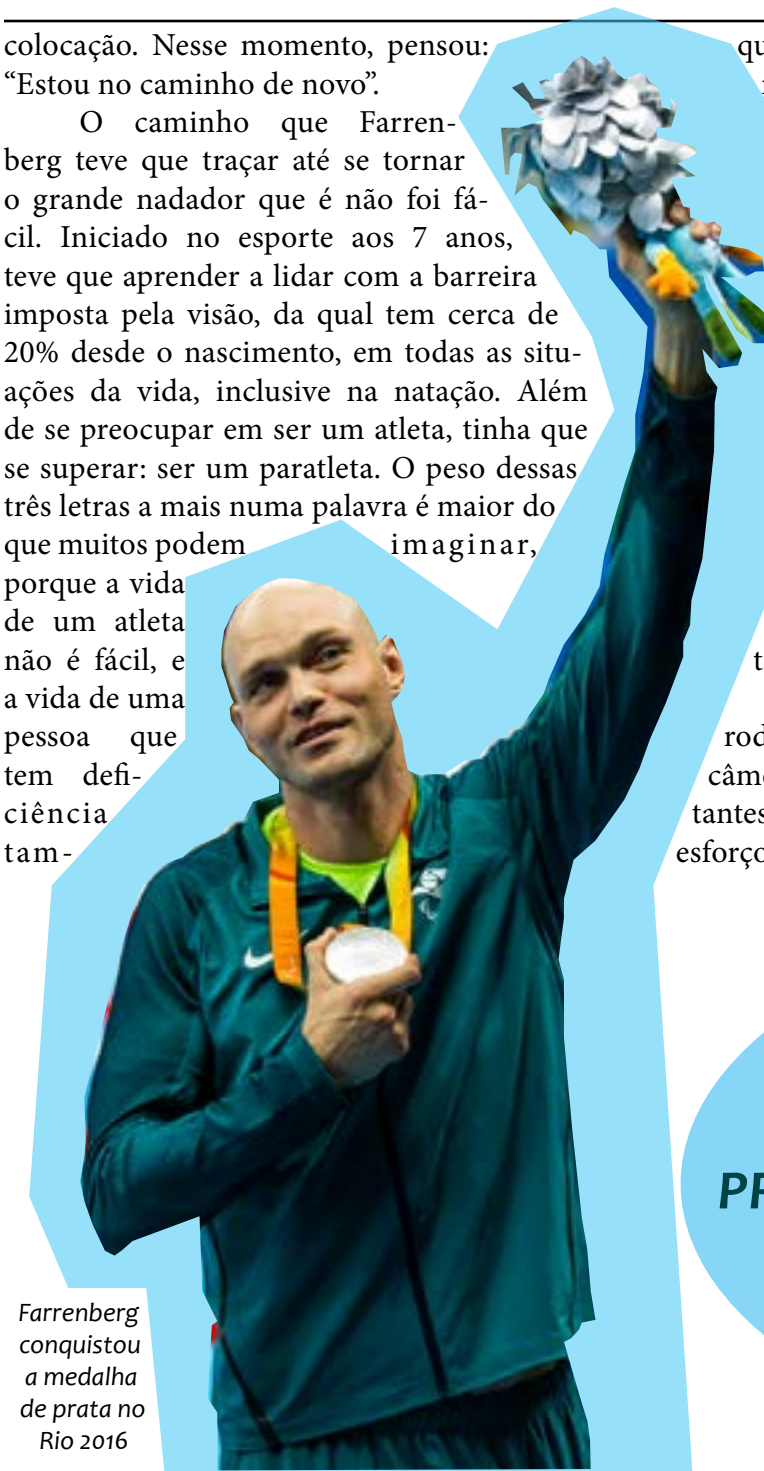 colocação. Nesse momento, pensou:
“Estou no caminho de novo”.
O caminho que Farren-
berg teve que traçar até se tornar
o grande nadador que é não foi fá-
cil. Iniciado no esporte aos 7 anos,
teve que aprender a lidar com a barreira
imposta pela visão, da qual tem cerca de
20% desde o nascimento, em todas as situ-
ações da vida, inclusive na natação. Além
de se preocupar em ser um atleta, tinha que
se superar: ser um paratleta. O peso dessas
três letras a mais numa palavra é maior do
que muitos podem imaginar,
porque a vida
de um atleta
não é fácil, e
a vida de uma
pessoa que
tem defi-
ciência
tam-
Farrenberg
conquistou
a medalha
de prata no
Rio 2016
qu
t
rod
câme
tantes
esforço
PR